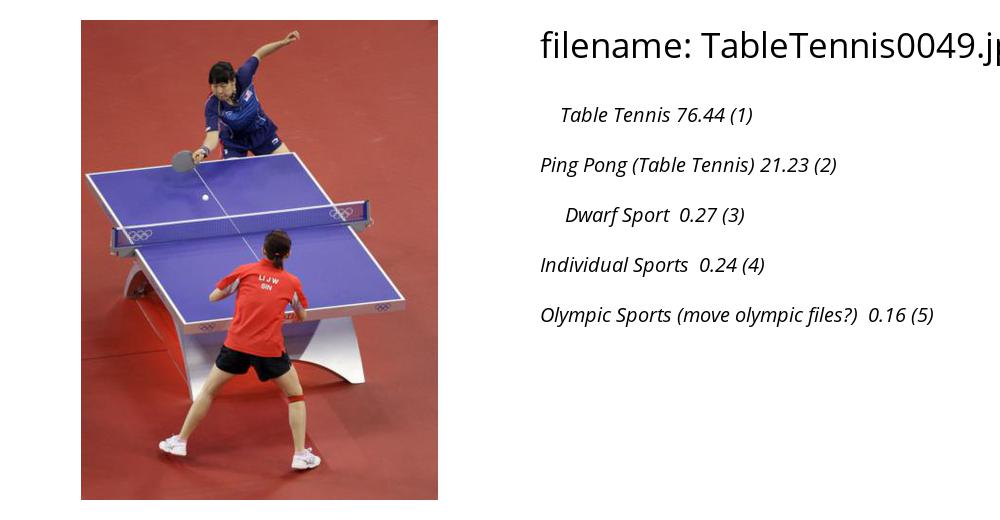 filename: TableTennis0049.jp
Table Tennis 76.44 (1)
Ping Pong (Table Tennis) 21.23 (2)
Dwarf Sport 0.27 (3)
Individual Sports 0.24 (4)
Olympic Sports (move olympic files?) 0.16 (5)
LI J W
SIN